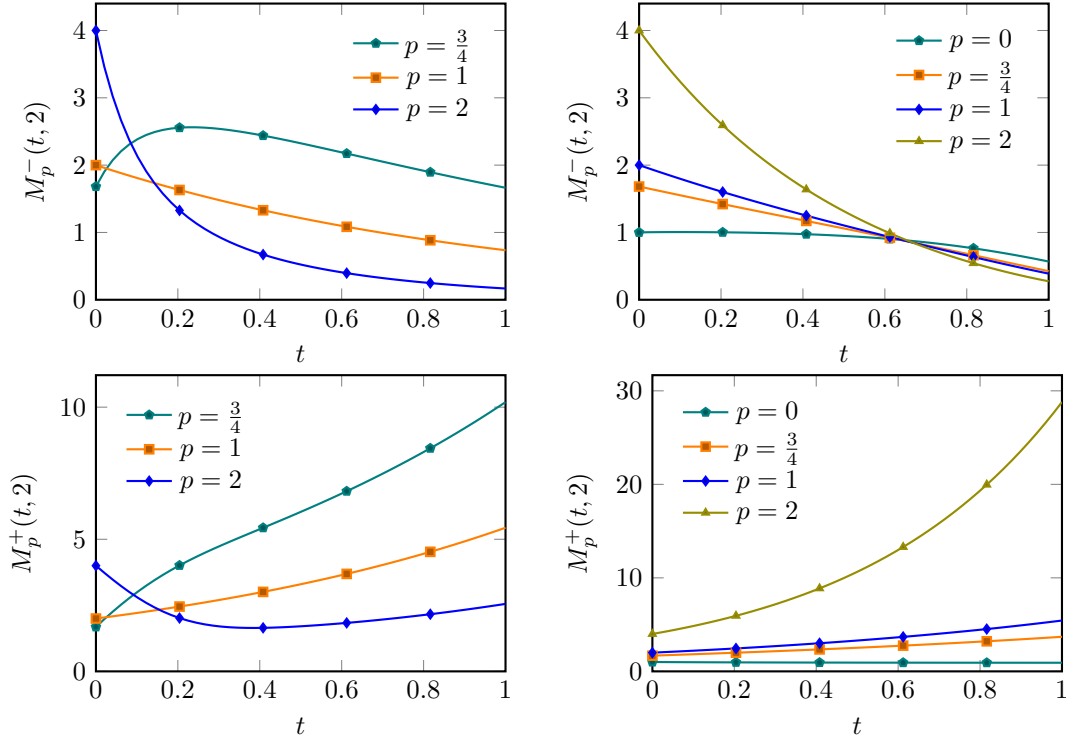 4
3
2
1
0
0 0.2 0.4 0.6 0.8 1
t
M_p^-(t, 2)
p = 3/4
p = 1
p = 2
4
3
2
1
0
0 0.2 0.4 0.6 0.8 1
t
M_p^-(t, 2)
p = 0
p = 3/4
p = 1
p = 2
10
5
0
0 0.2 0.4 0.6 0.8 1
t
M_p^+(t, 2)
p = 3/4
p = 1
p = 2
30
20
10
0
0 0.2 0.4 0.6 0.8 1
t
M_p^+(t, 2)
p = 0
p = 3/4
p = 1
p = 2